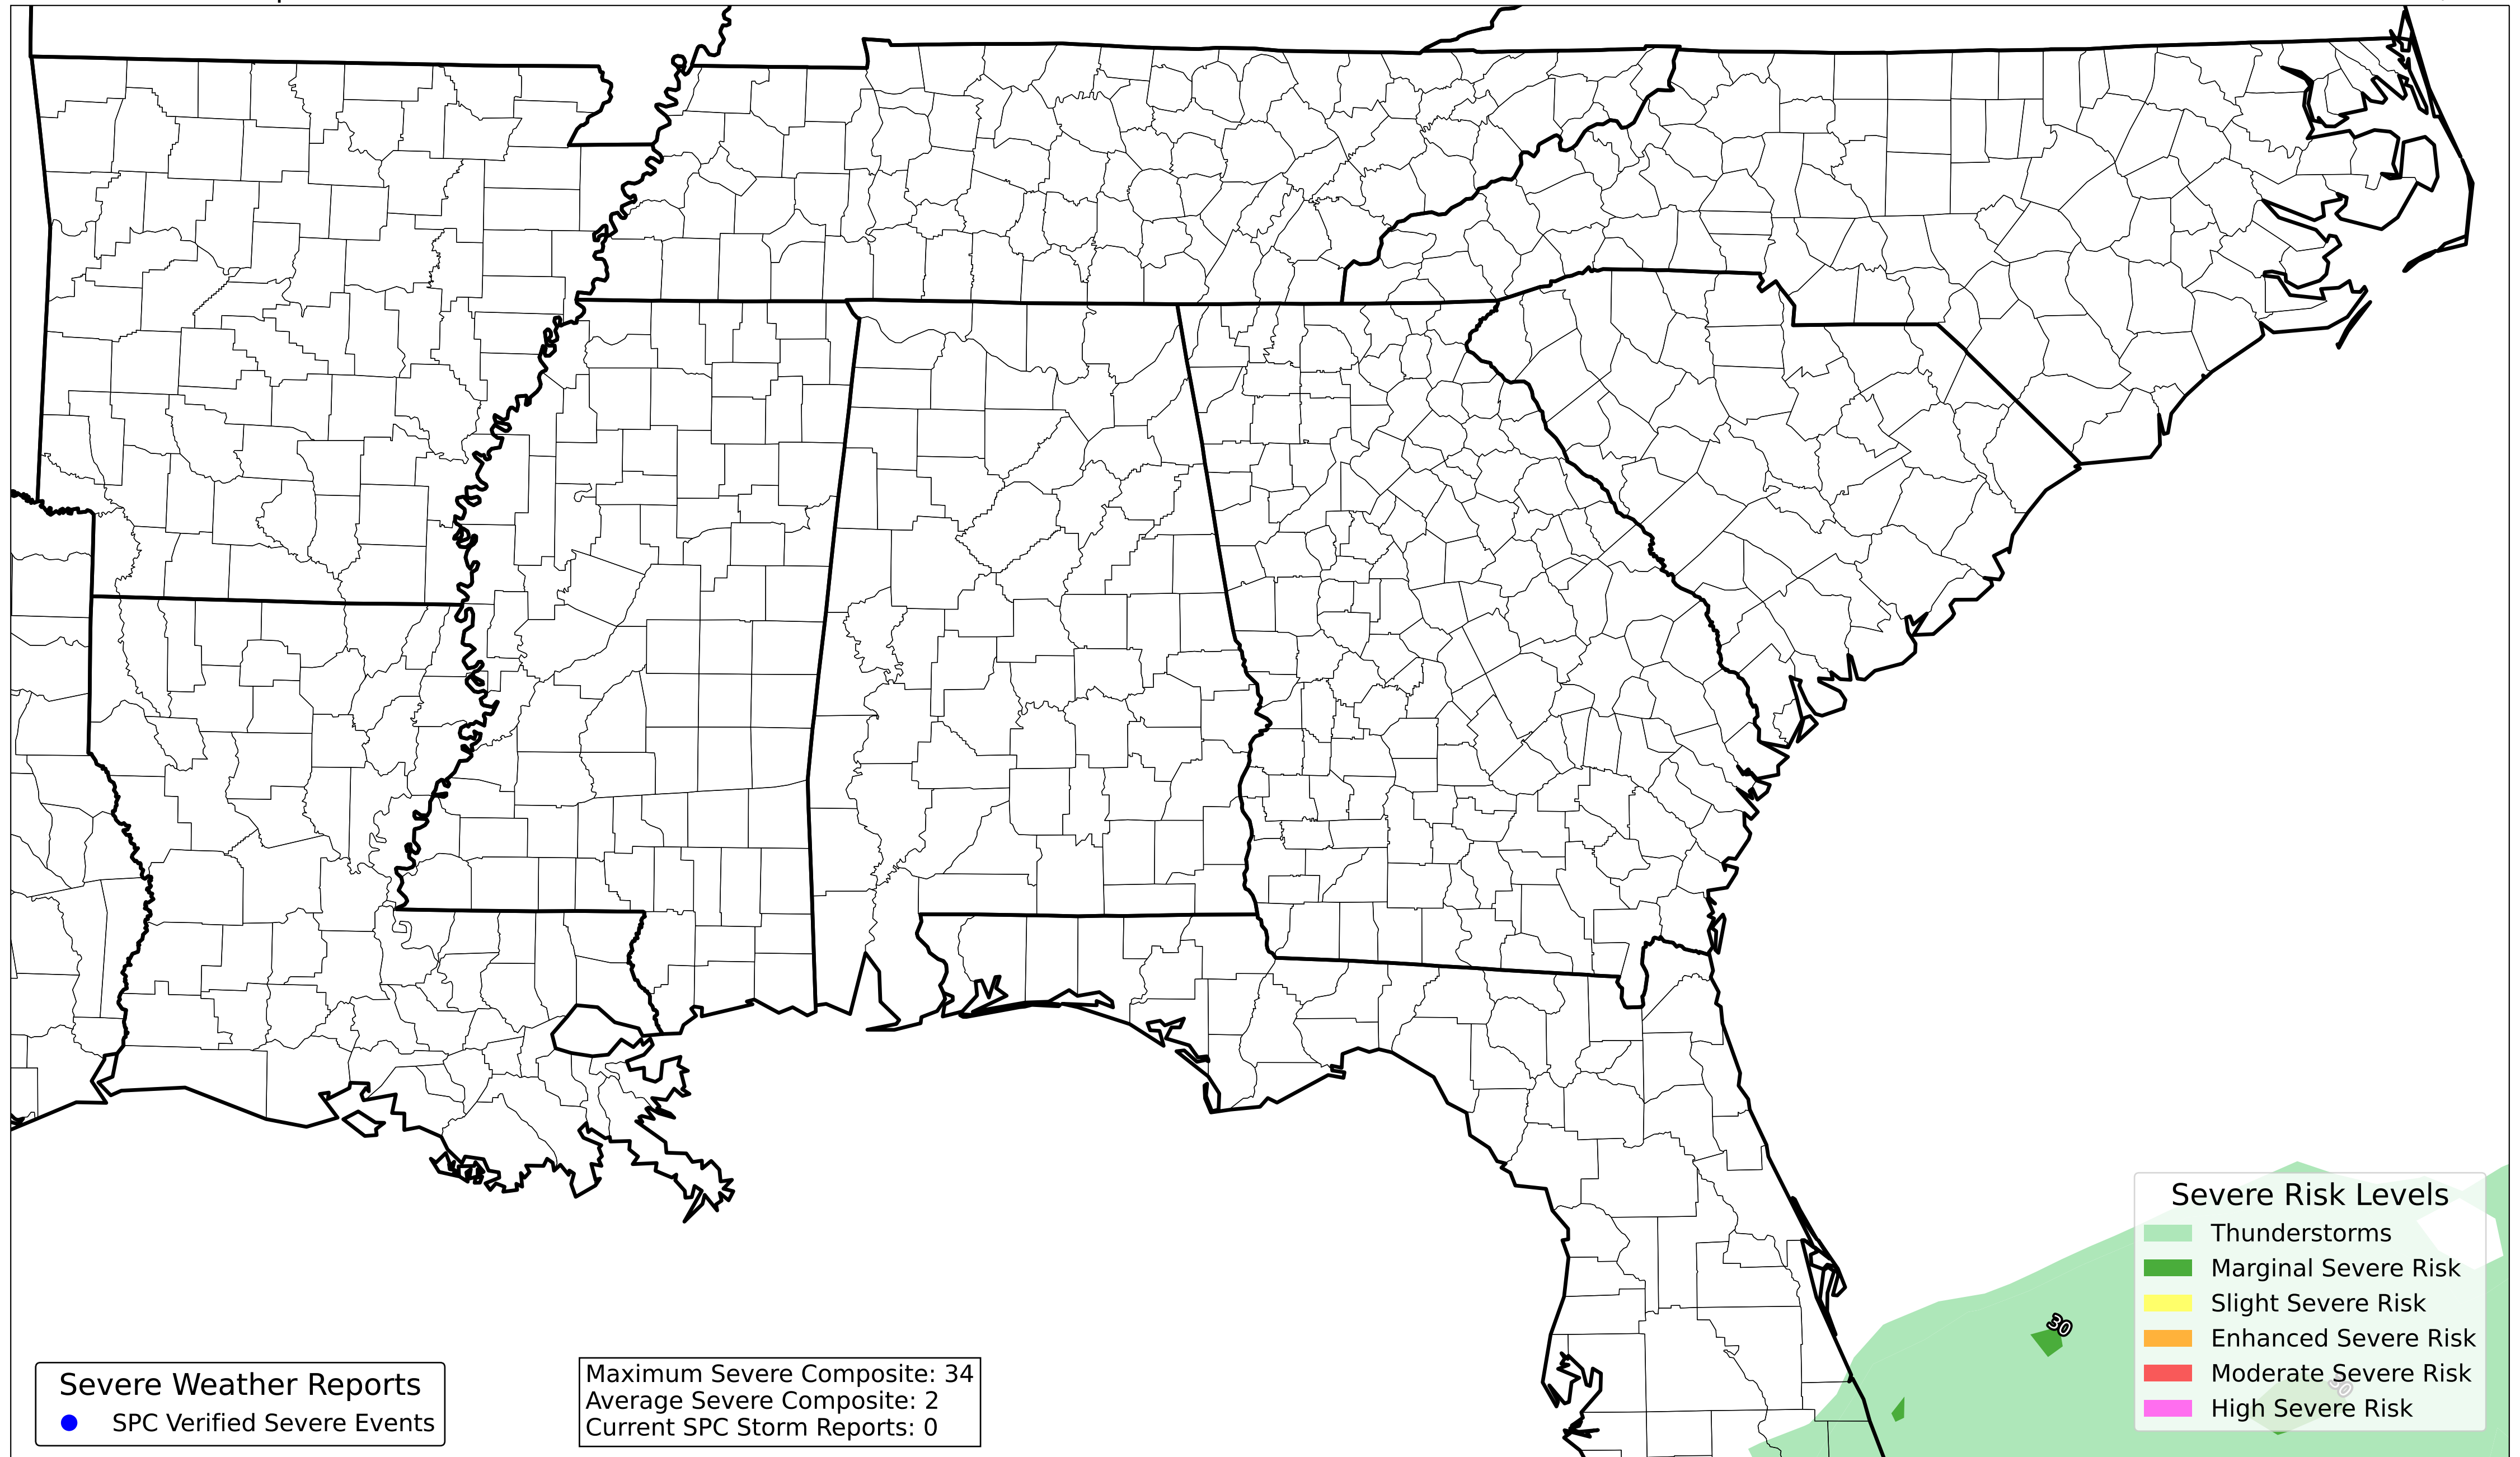 Severe Risk Levels
Thunderstorms
Marginal Severe Risk
Slight Severe Risk
Enhanced Severe Risk
Moderate Severe Risk
High Severe Risk
30
30
Maximum Severe Composite: 34
Average Severe Composite: 2
Current SPC Storm Reports: 0
Severe Weather Reports
SPC Verified Severe Events